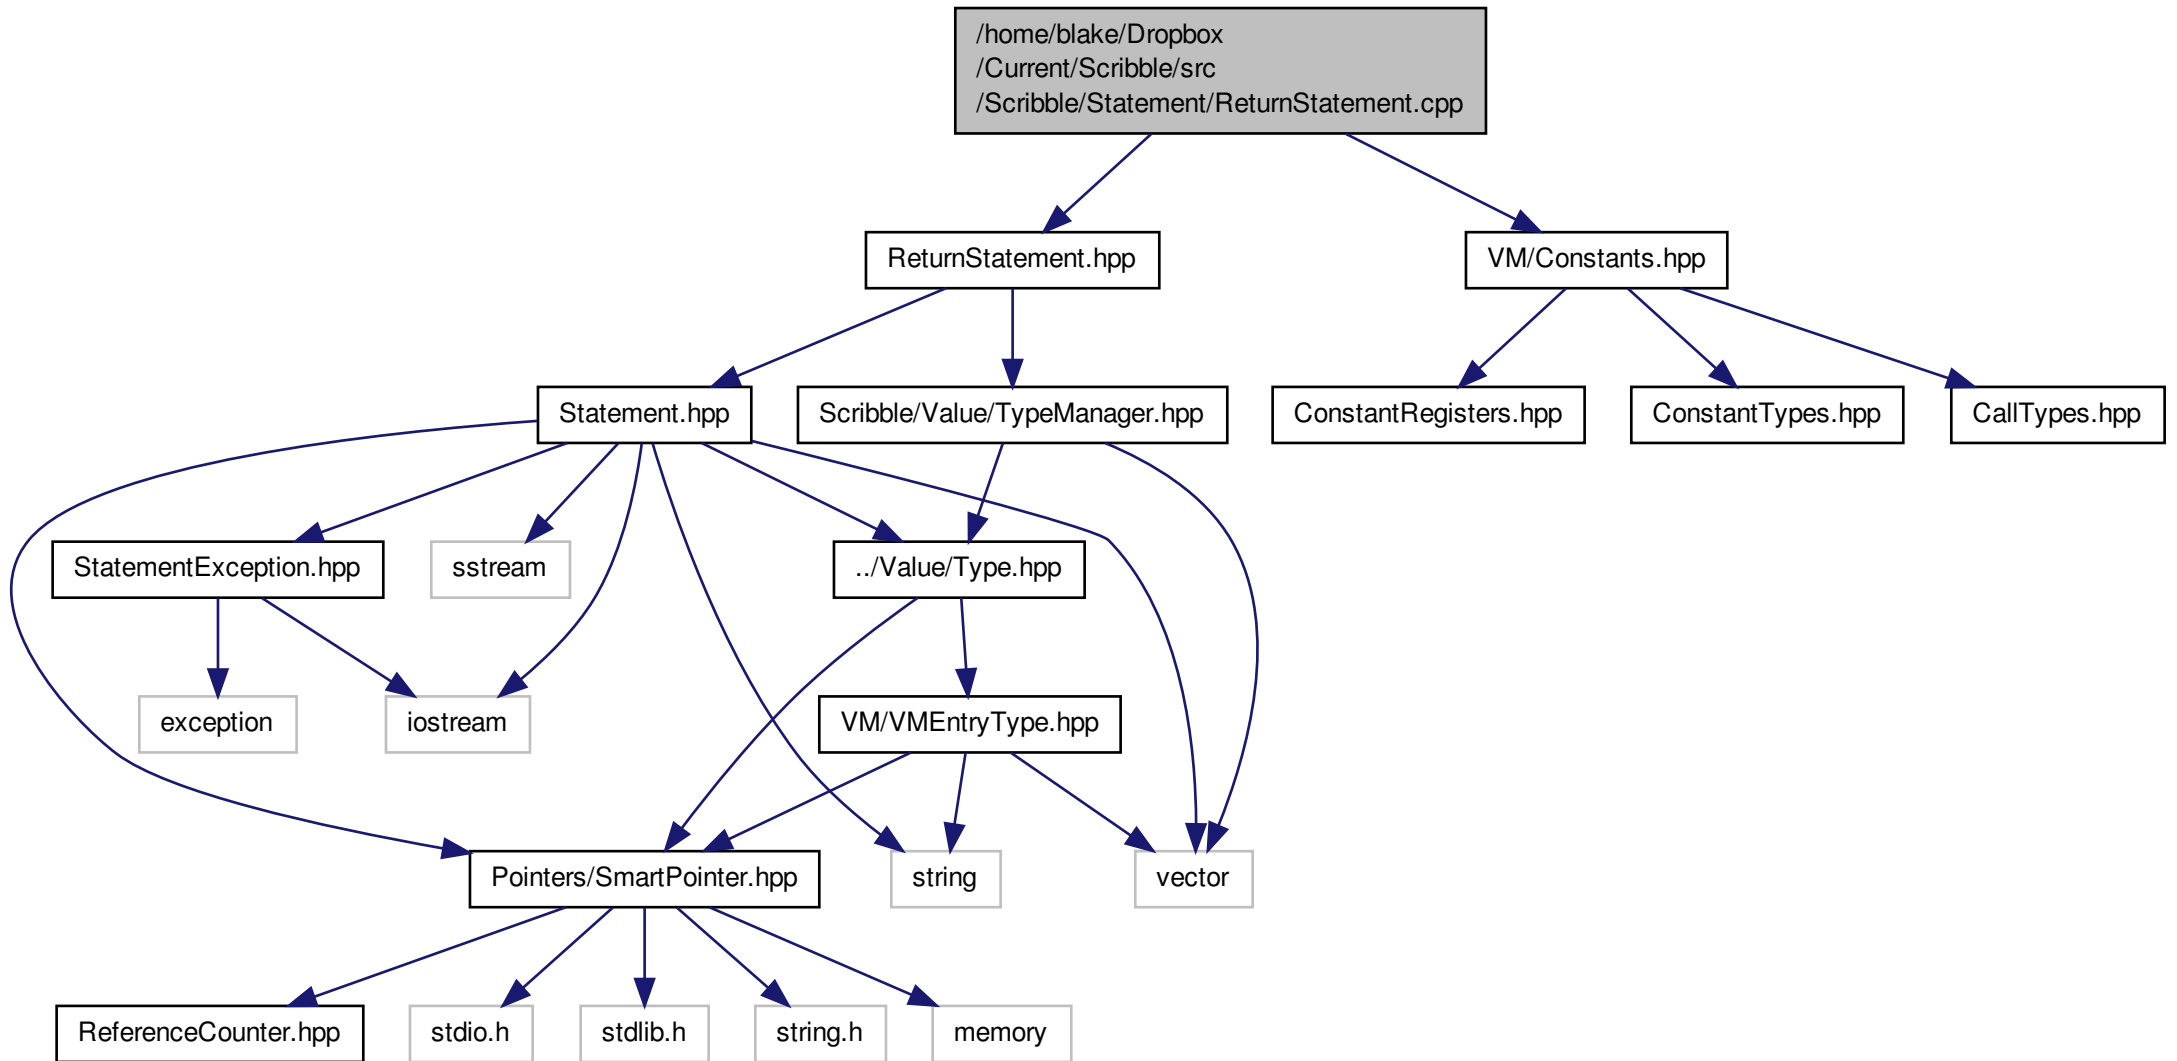 /home/blake/Dropbox
/Current/Scribble/src
/Scribble/Statement/ReturnStatement.cpp
ReturnStatement.hpp
VM/Constants.hpp
Statement.hpp
Scribble/Value/TypeManager.hpp
ConstantRegisters.hpp
ConstantTypes.hpp
CallTypes.hpp
StatementException.hpp
sstream
../Value/Type.hpp
exception
iostream
VM/VMEntryType.hpp
Pointers/SmartPointer.hpp
string
vector
ReferenceCounter.hpp
stdio.h
stdlib.h
string.h
memory